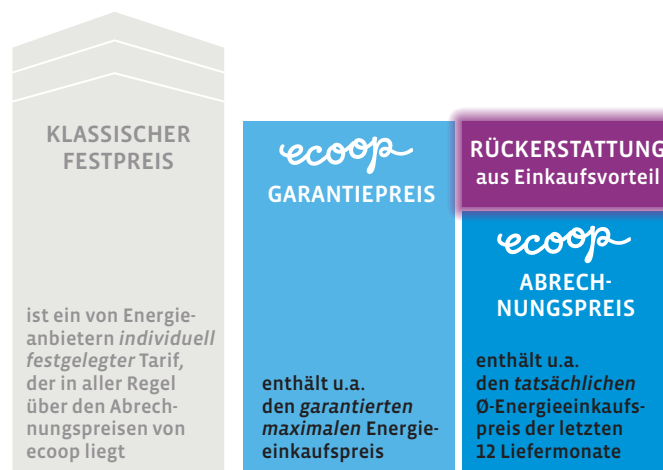 KLASSISCHER
FESTPREIS
ist ein von Energie-
anbietern individuell
festgelegter Tarif,
der in aller Regel
über den Abrech-
nungspreisen von
ecoop liegt
ecoop
GARANTIEPREIS
enthält u.a.
den garantierten
maximalen Energie-
einkaufspreis
RÜCKERSTATTUNG
aus Einkaufsvorteil
ecoop
ABRECH-
NUNGSPREIS
enthält u.a.
den tatsächlichen
Ø-Energieeinkaufs-
preis der letzten
12 Liefermonate